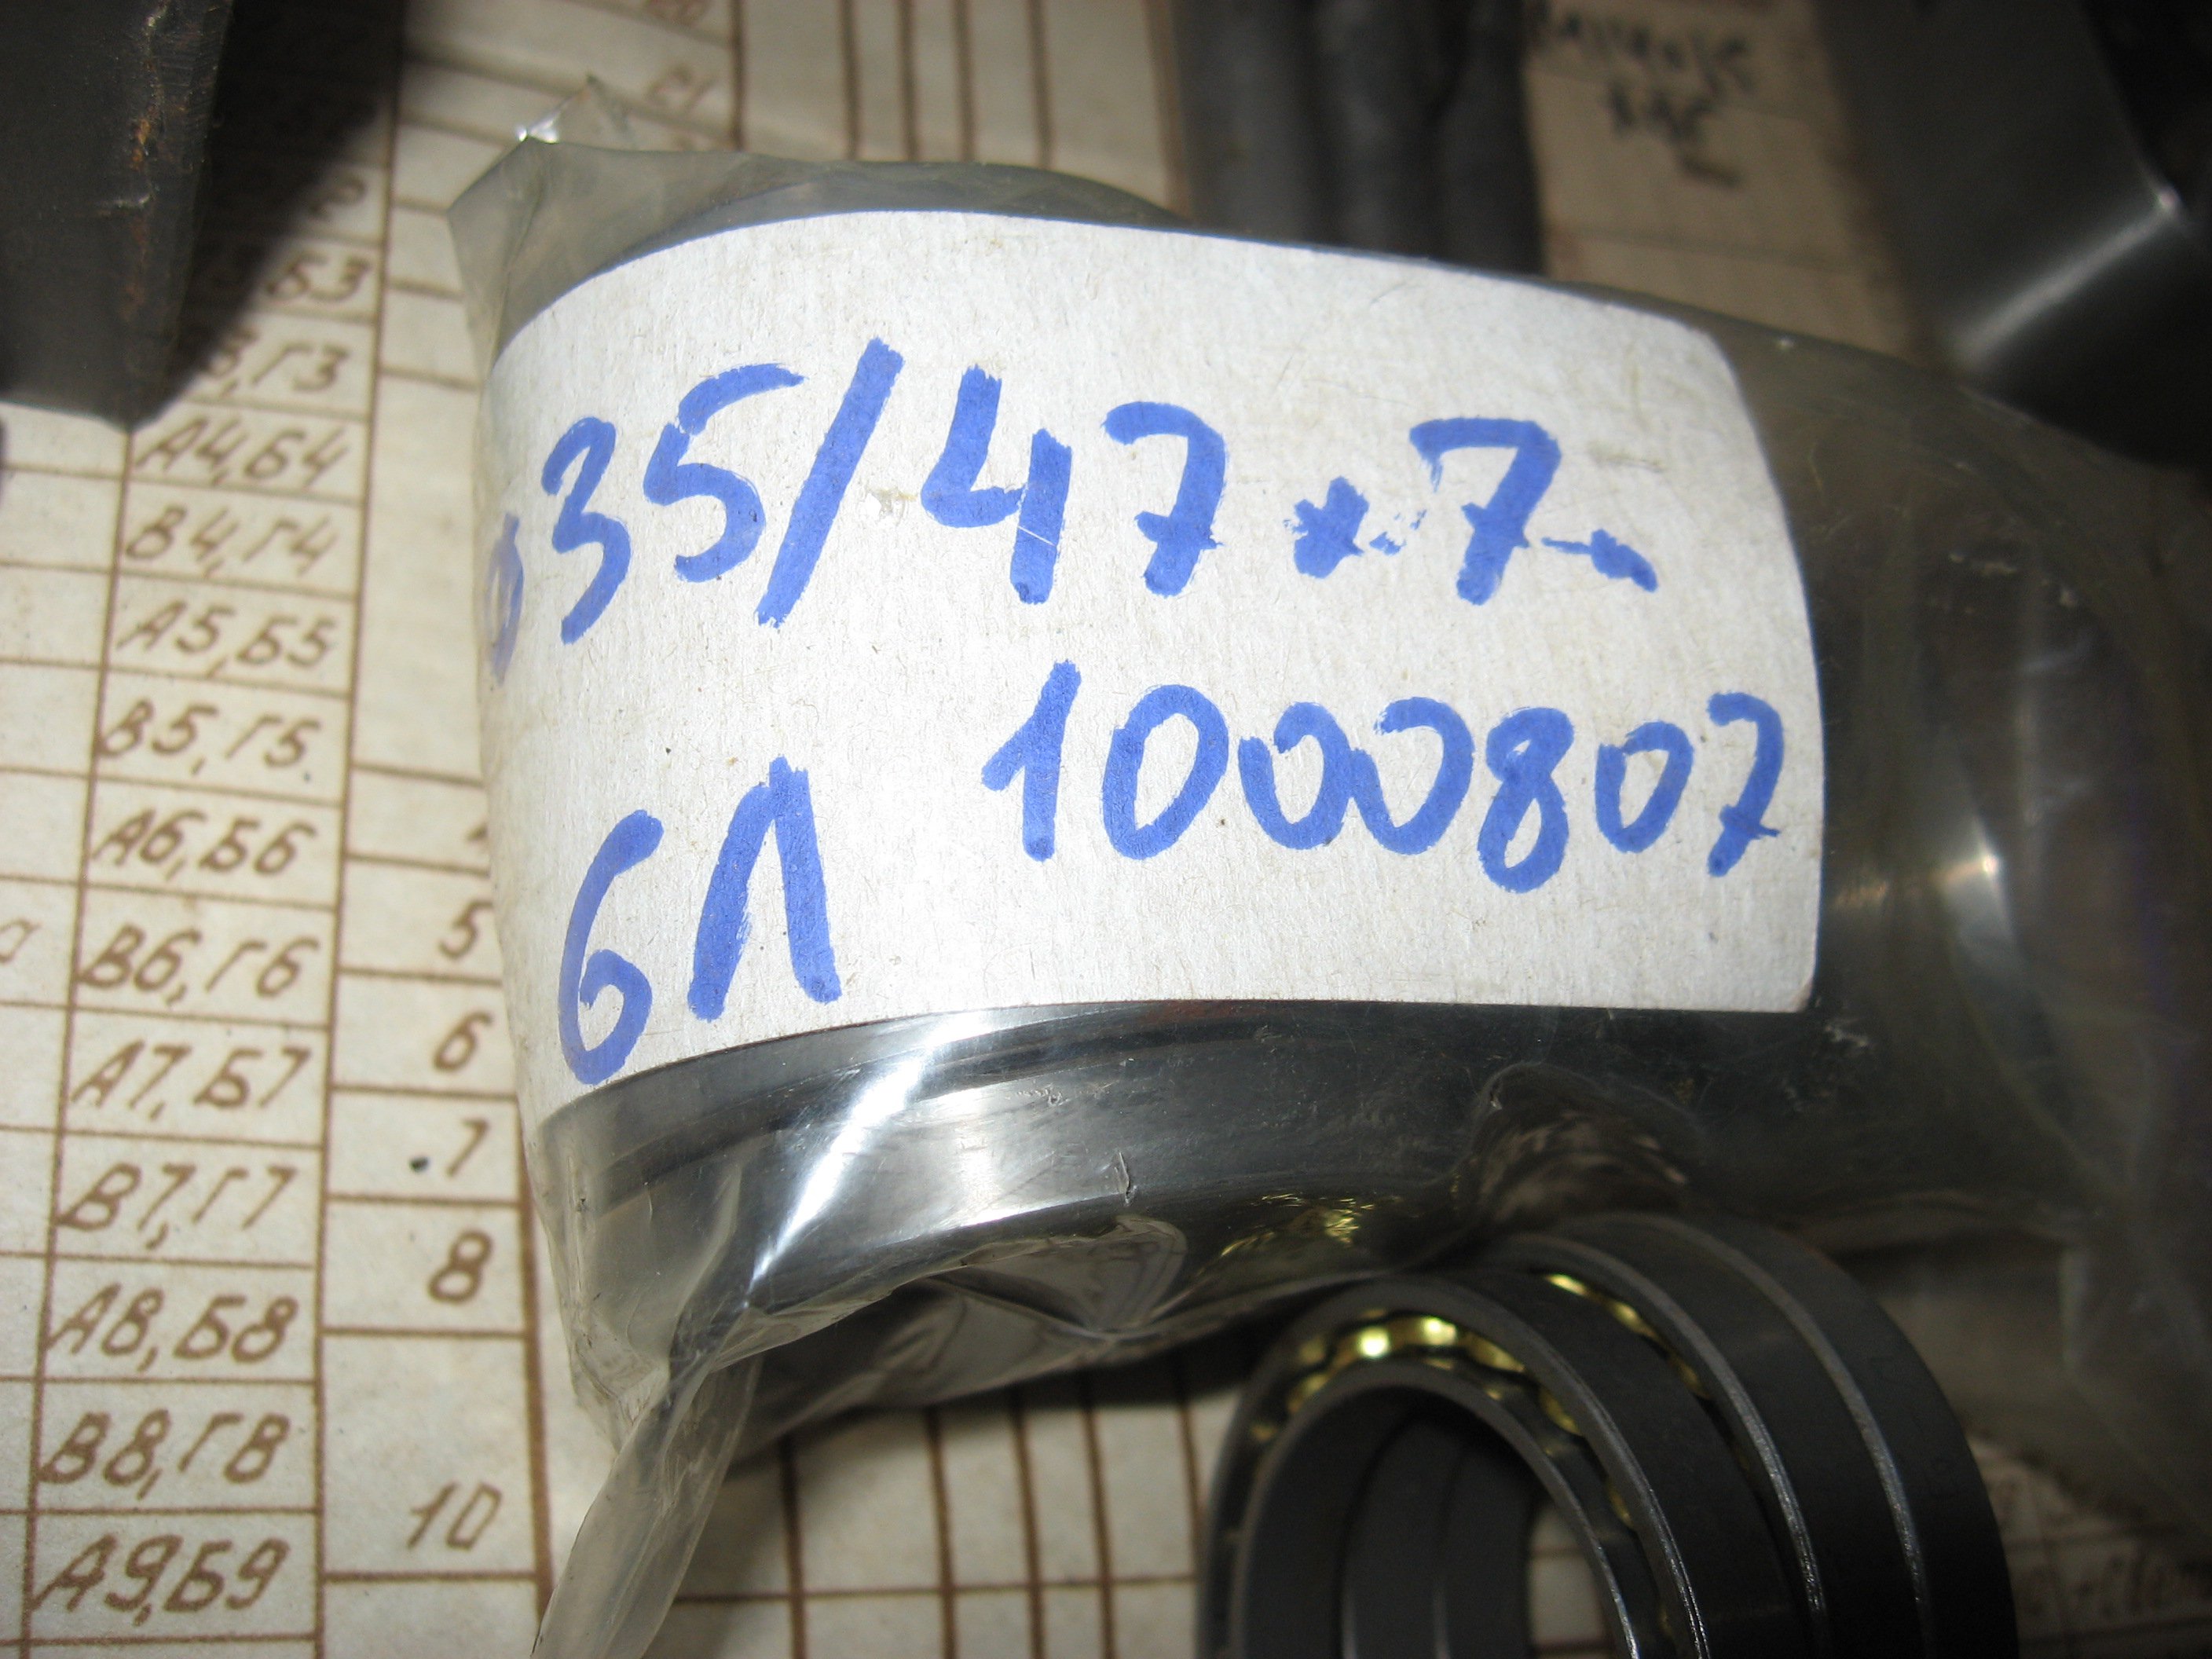 ø35/47×7-
1000807
6Л
Б3
Г3
А4,Б4
В4,Г4
А5,Б5
В5,Г5
А6,Б6
В6,Г6
А7,Б7
В7,Г7
А8,Б8
В8,Г8
А9,Б9
5
6
7
8
10